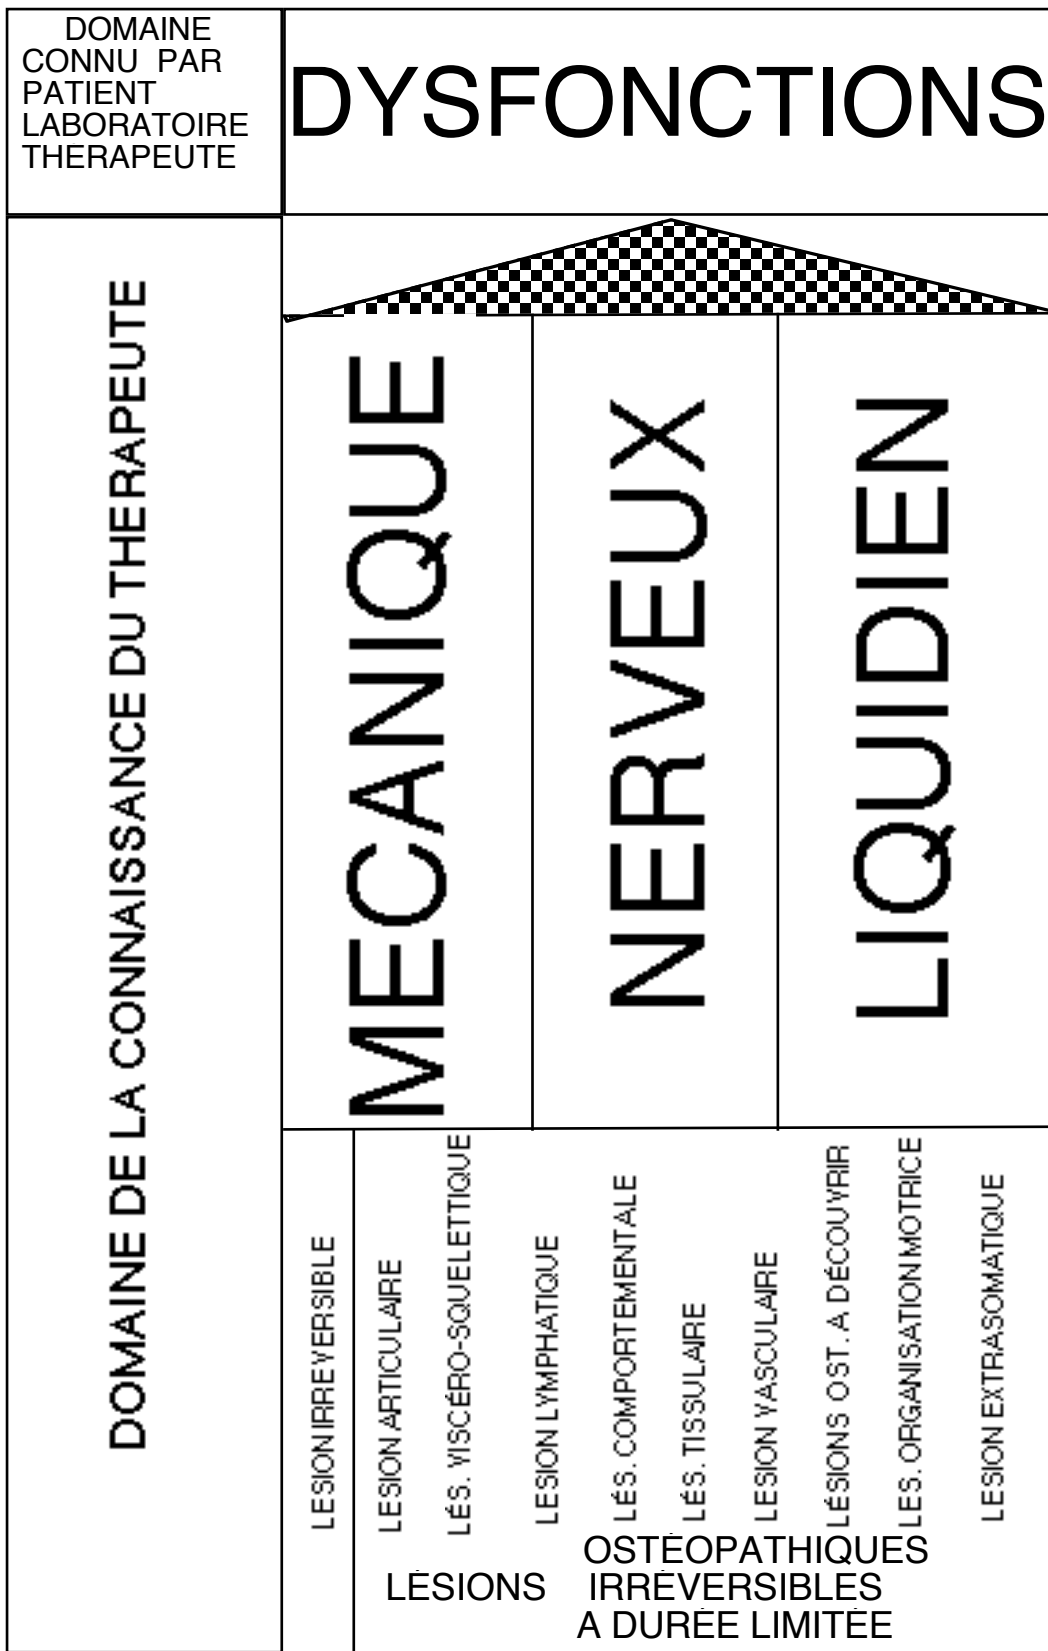 DOMAINE
CONNU PAR
PATIENT
LABORATOIRE
THÉRAPEUTE
DYSFONCTIONS
DOMAINE DE LA CONNAISSANCE DU THERAPEUTE
MECANIQUE
NERVEUX
LIQUIDIEN
LESION IRREVERSIBLE
LESION ARTICULAIRE
LÉS. VISCÉRO-SQUELETTIQUE
LESION LYMPHATIQUE
LÉS. COMPORTEMENTALE
LÉS. TISSULAIRE
LESION VASCULAIRE
LÉSIONS OST. A DÉCOUVRIR
LES. ORGANISATION MOTRICE
LESION EXTRASOMATIQUE
OSTÉOPATHIQUES
LÉSIONS IRRÉVERSIBLES
A DURÉE LIMITÉE